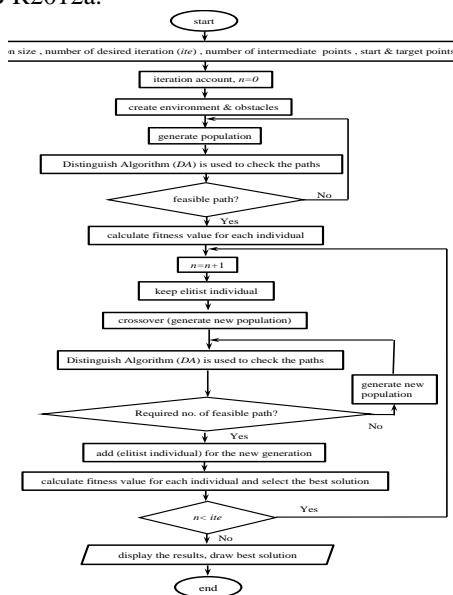 R2012a.
start
size , number of desired iteration (ite) , number of intermediate points , start & target points
iteration account, n=0
create environment & obstacles
generate population
Distinguish Algorithm (DA) is used to check the paths
feasible path?
No
Yes
calculate fitness value for each individual
n=n+1
keep elitist individual
crossover (generate new population)
Distinguish Algorithm (DA) is used to check the paths
generate new
population
Required no. of feasible path?
No
Yes
add (elitist individual) for the new generation
calculate fitness value for each individual and select the best solution
n< ite
Yes
No
display the results, draw best solution
end